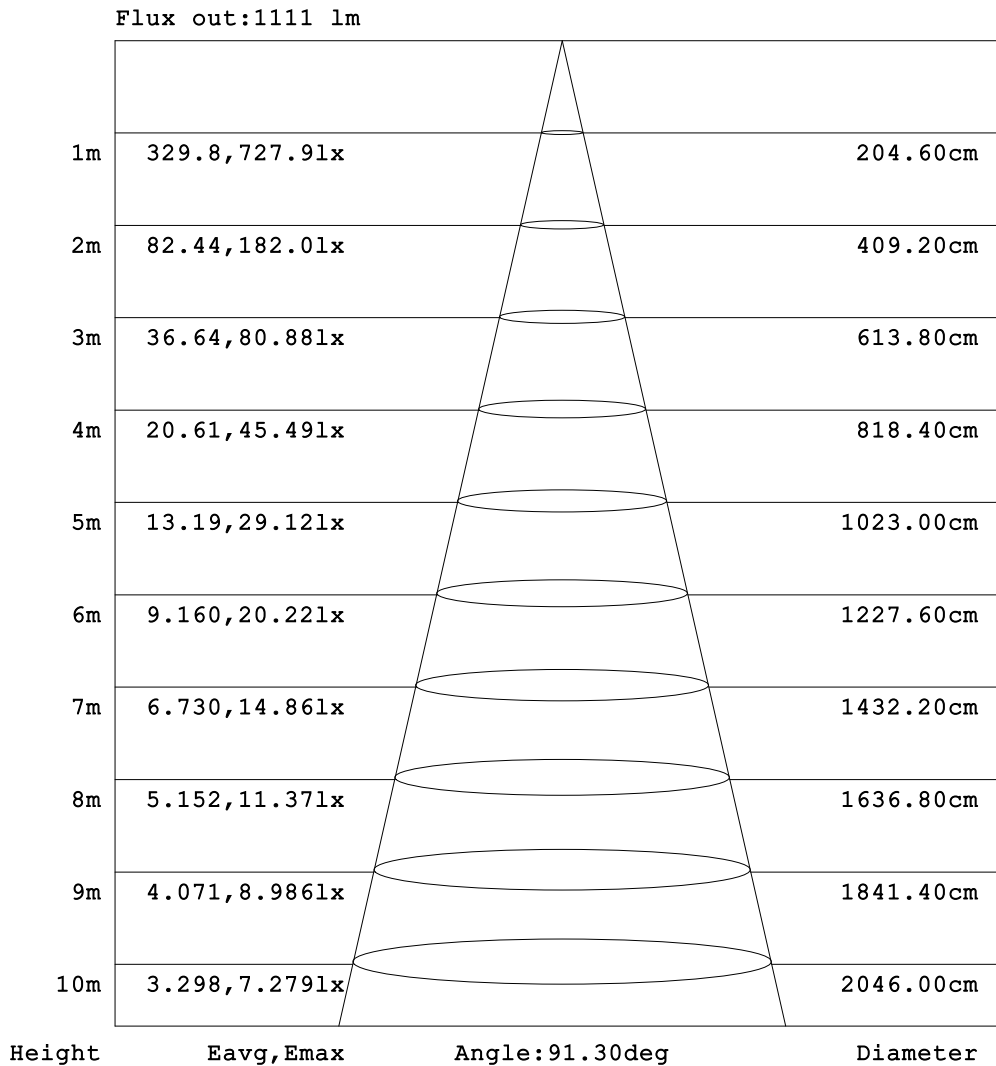 Flux out:1111 lm
1m 329.8,727.9lx 204.60cm
2m 82.44,182.0lx 409.20cm
3m 36.64,80.88lx 613.80cm
4m 20.61,45.49lx 818.40cm
5m 13.19,29.12lx 1023.00cm
6m 9.160,20.22lx 1227.60cm
7m 6.730,14.86lx 1432.20cm
8m 5.152,11.37lx 1636.80cm
9m 4.071,8.986lx 1841.40cm
10m 3.298,7.279lx 2046.00cm
Height Eavg,Emax Angle:91.30deg Diameter